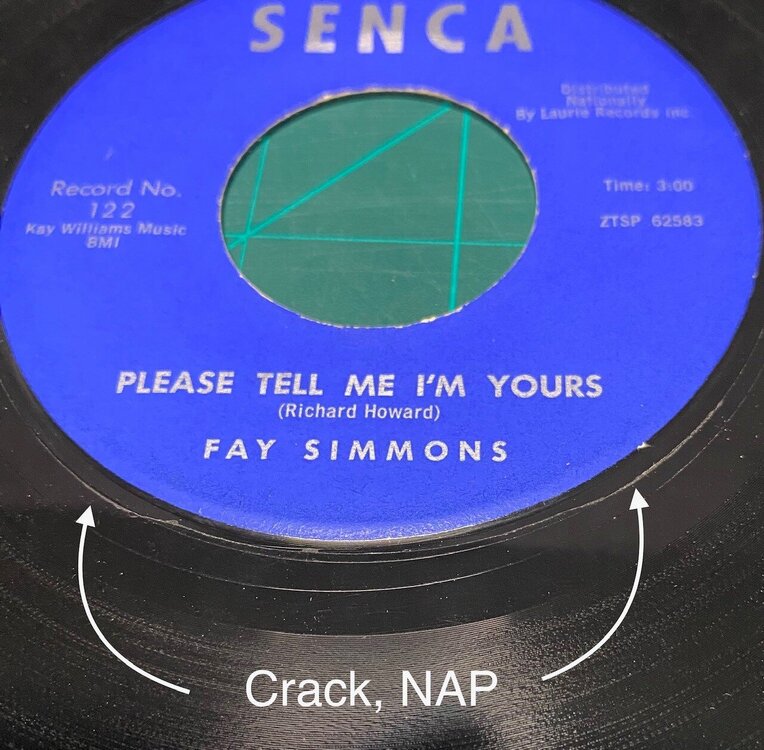 SENCA
Distributed
Nationally
By Laurie Records Inc.
Record No.
122
Kay Williams Music
BMI
Time: 3:00
ZTSP 62583
PLEASE TELL ME I'M YOURS
(Richard Howard)
FAY SIMMONS
Crack, NAP